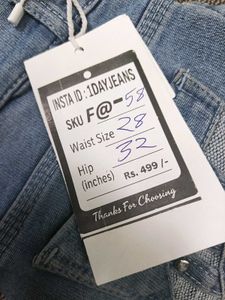 INSTA ID : 1DAYJEANS
SKU F@-58
Waist Size 28
Hip 32
(inches) Rs. 499 /-
Thanks For Choosing